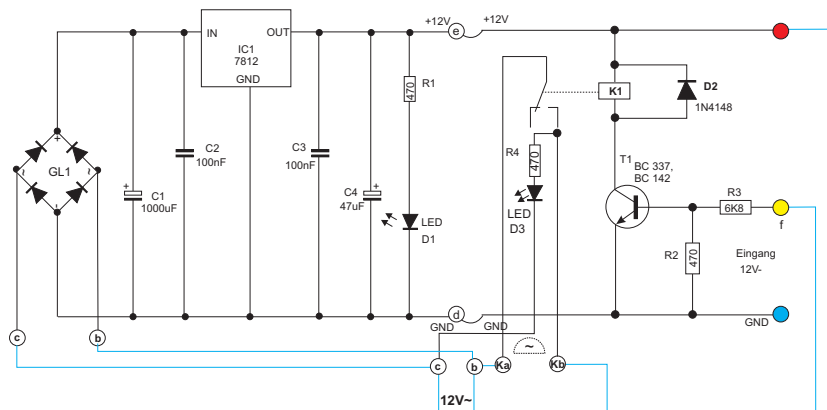 +12V
e
+12V
IN
OUT
IC1
7812
GND
470
R1
K1
D2
1N4148
+
~
GL1
~
-
C2
100nF
C3
100nF
+
C1
1000uF
+
C4
47uF
LED
D1
R4
470
LED
D3
T1
BC 337,
BC 142
R3
6K8
f
R2
470
Eingang
12V-
d
GND
GND
GND
c
b
c
b
Ka
~
Kb
12V~